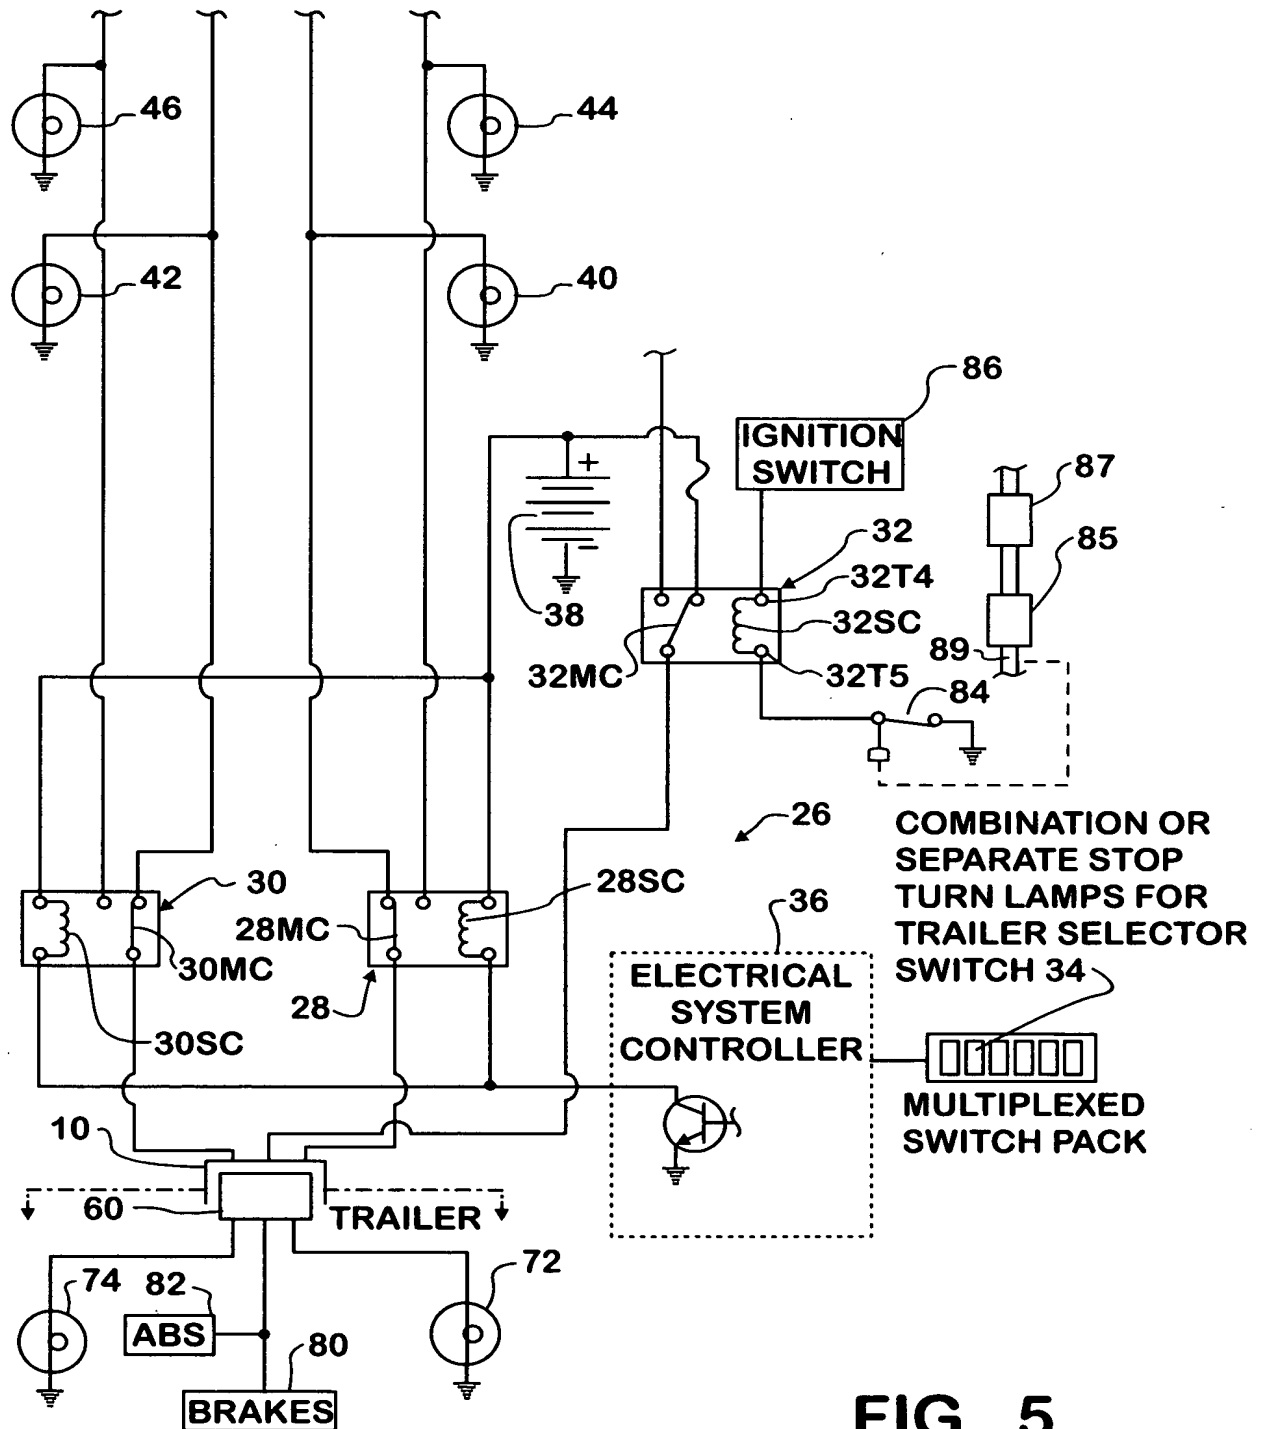 46
44
42
40
86
IGNITION
SWITCH
87
+
32
85
32T4
38
32SC
89
32MC
32T5
84
26
COMBINATION OR
SEPARATE STOP
TURN LAMPS FOR
TRAILER SELECTOR
SWITCH 34
30
28SC
36
28MC
30MC
ELECTRICAL
SYSTEM
CONTROLLER
28
30SC
MULTIPLEXED
SWITCH PACK
10
60
TRAILER
74
82
72
ABS
80
BRAKES
FIG. 5